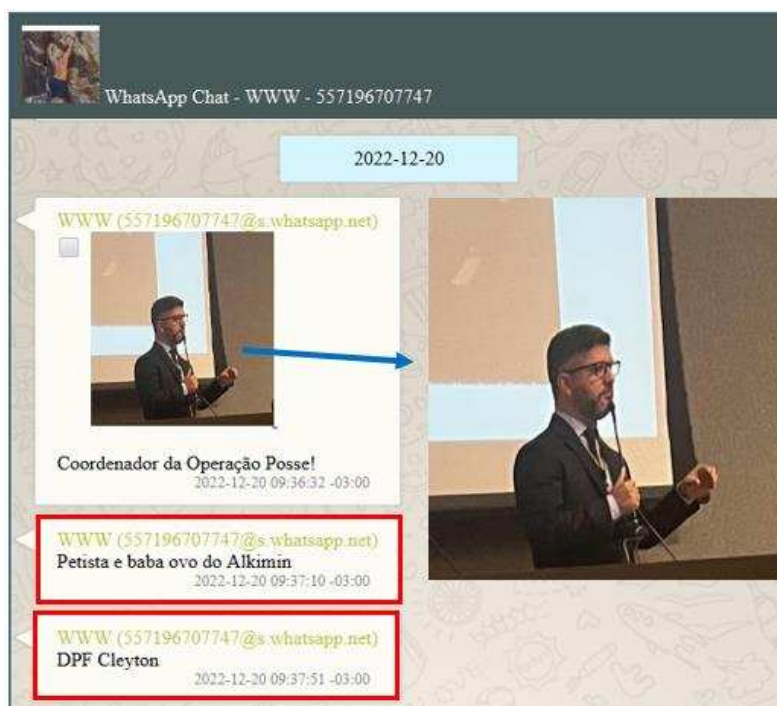 WhatsApp Chat - WWW - 557196707747
2022-12-20
WWW (557196707747@s.whatsapp.net)
Coordenador da Operação Posse!
2022-12-20 09:36:32 -03:00
WWW (557196707747@s.whatsapp.net)
Petista e baba ovo do Alkimin
2022-12-20 09:37:10 -03:00
WWW (557196707747@s.whatsapp.net)
DPF Cleyton
2022-12-20 09:37:51 -03:00